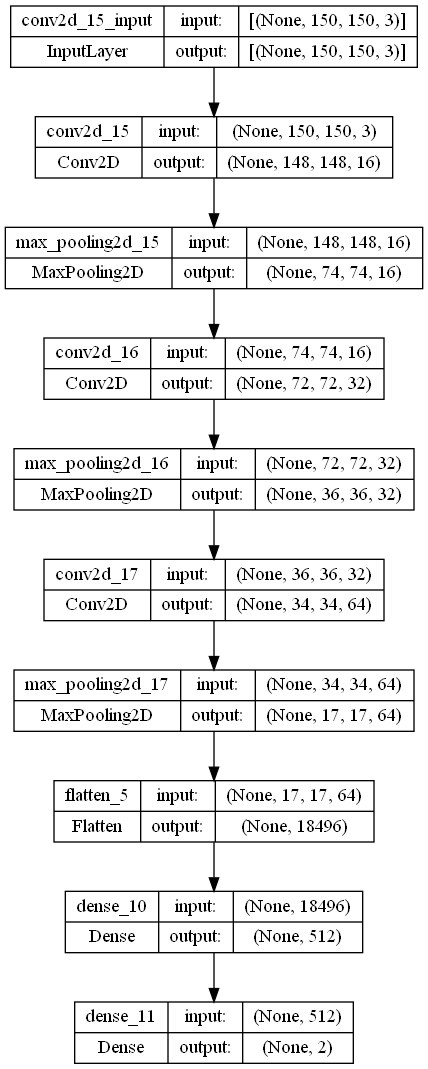 conv2d_15_input input: [(None, 150, 150, 3)]
InputLayer output: [(None, 150, 150, 3)]
conv2d_15 input: (None, 150, 150, 3)
Conv2D output: (None, 148, 148, 16)
max_pooling2d_15 input: (None, 148, 148, 16)
MaxPooling2D output: (None, 74, 74, 16)
conv2d_16 input: (None, 74, 74, 16)
Conv2D output: (None, 72, 72, 32)
max_pooling2d_16 input: (None, 72, 72, 32)
MaxPooling2D output: (None, 36, 36, 32)
conv2d_17 input: (None, 36, 36, 32)
Conv2D output: (None, 34, 34, 64)
max_pooling2d_17 input: (None, 34, 34, 64)
MaxPooling2D output: (None, 17, 17, 64)
flatten_5 input: (None, 17, 17, 64)
Flatten output: (None, 18496)
dense_10 input: (None, 18496)
Dense output: (None, 512)
dense_11 input: (None, 512)
Dense output: (None, 2)